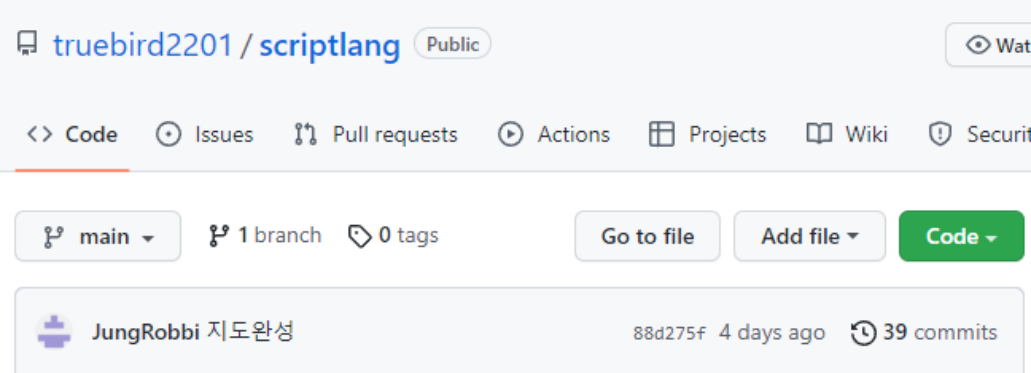 truebird2201 / scriptlang Public Wat
Code Issues Pull requests Actions Projects Wiki Securit
main 1 branch 0 tags Go to file Add file Code
JungRobbi 지도완성 88d275f 4 days ago 39 commits